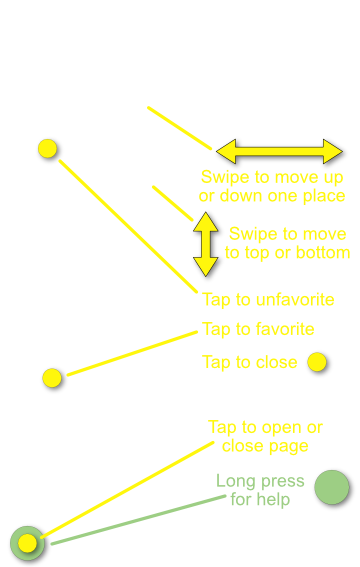 Swipe to move up
or down one place
Swipe to move
to top or bottom
Tap to unfavorite
Tap to favorite
Tap to close
Tap to open or
close page
Long press
for help